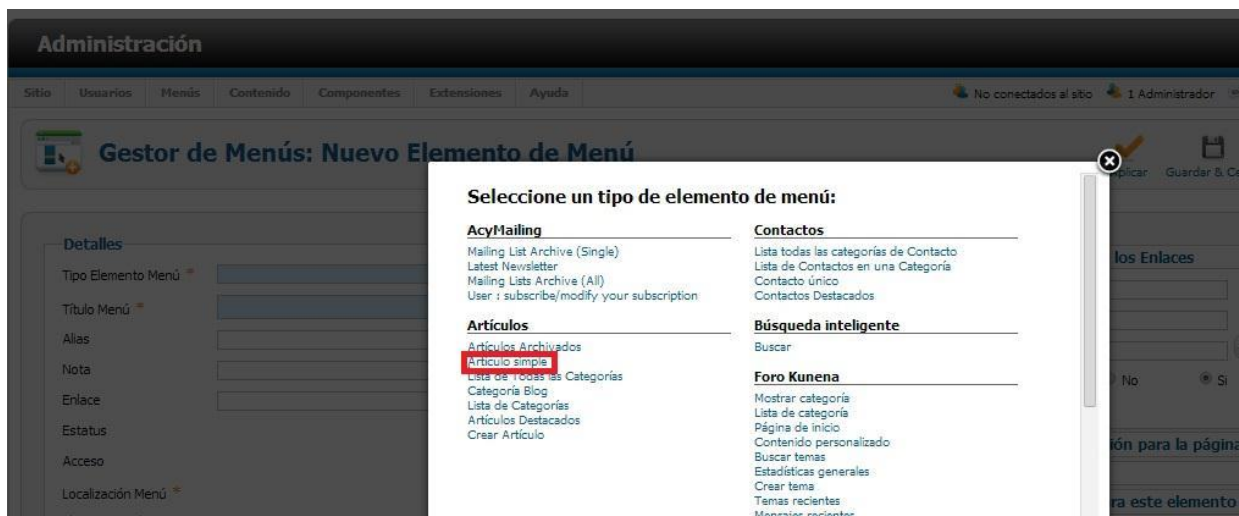 Administración
Sitio Usuarios Menús Contenido Componentes Extensiones Ayuda No conectados al sitio 1 Administrador
Gestor de Menús: Nuevo Elemento de Menú
Guardar &
Seleccione un tipo de elemento de menú:
AcyMailing
Mailing List Archive (Single)
Latest Newsletter
Mailing Lists Archive (All)
User : subscribe/modify your subscription
Artículos
Artículos Archivados
Artículo simple
Lista de Todas las Categorías
Categoría Blog
Lista de Categorías
Artículos Destacados
Crear Artículo
Contactos
Lista todas las categorías de Contacto
Lista de Contactos en una Categoría
Contacto único
Contactos Destacados
Búsqueda inteligente
Buscar
Foro Kunena
Mostrar categoría
Lista de categoría
Página de inicio
Contenido personalizado
Buscar temas
Estadísticas generales
Crear tema
Temas recientes
Mensajes recientes
Detalles
Tipo Elemento Menú *
Título Menú *
Alias
Nota
Enlace
Estatus
Acceso
Localización Menú *
los Enlaces
No Si
para la página
este elemento